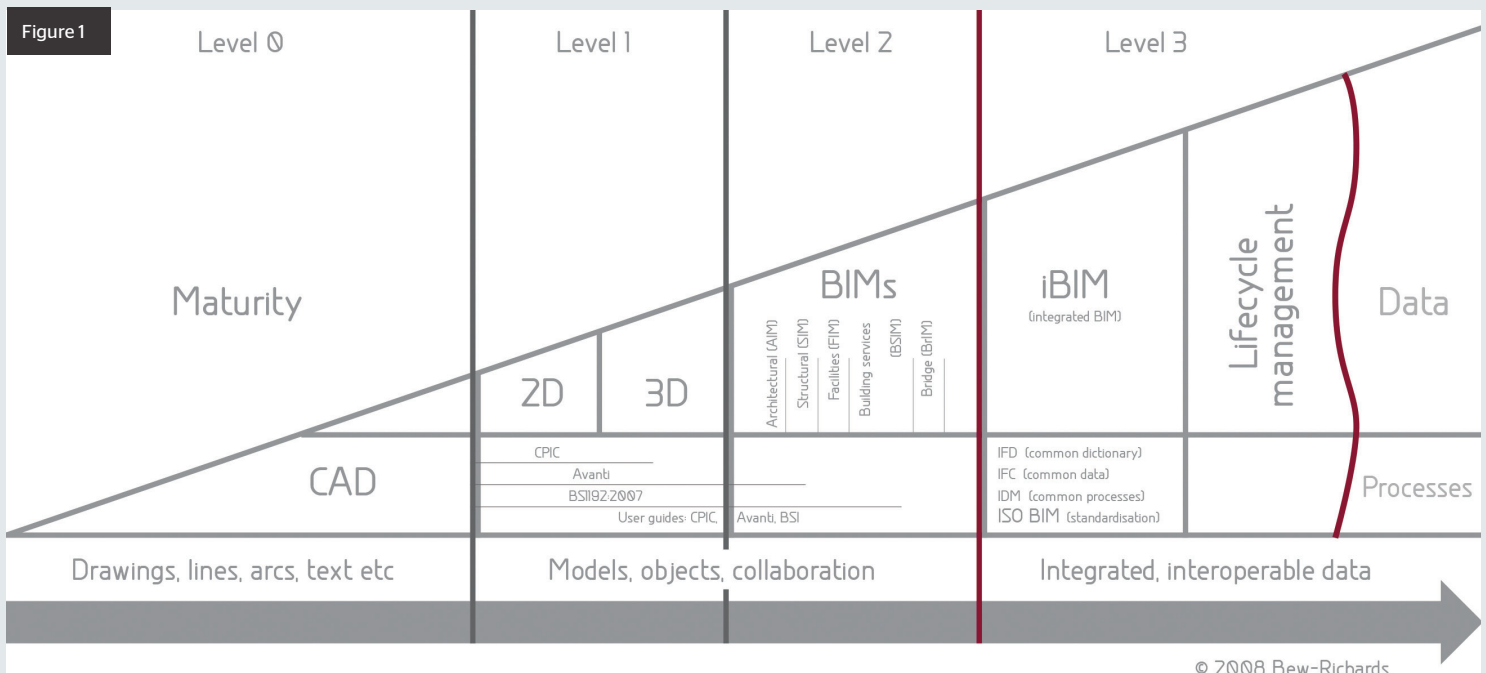 Figure 1
Level 0
Level 1
Level 2
Level 3
Maturity
CAD
2D
3D
BIMs
Architectural (AIM)
Structural (SIM)
Facilities (FIM)
Building services
(BSIM)
Bridge (BrIM)
iBIM
(integrated BIM)
Lifecycle
management
Data
CPIC
Avanti
BS1192:2007
User guides: CPIC, Avanti, BSI
IFD (common dictionary)
IFC (common data)
IDM (common processes)
ISO BIM (standardisation)
Processes
Drawings, lines, arcs, text etc
Models, objects, collaboration
Integrated, interoperable data
© 2008 Bew-Richards